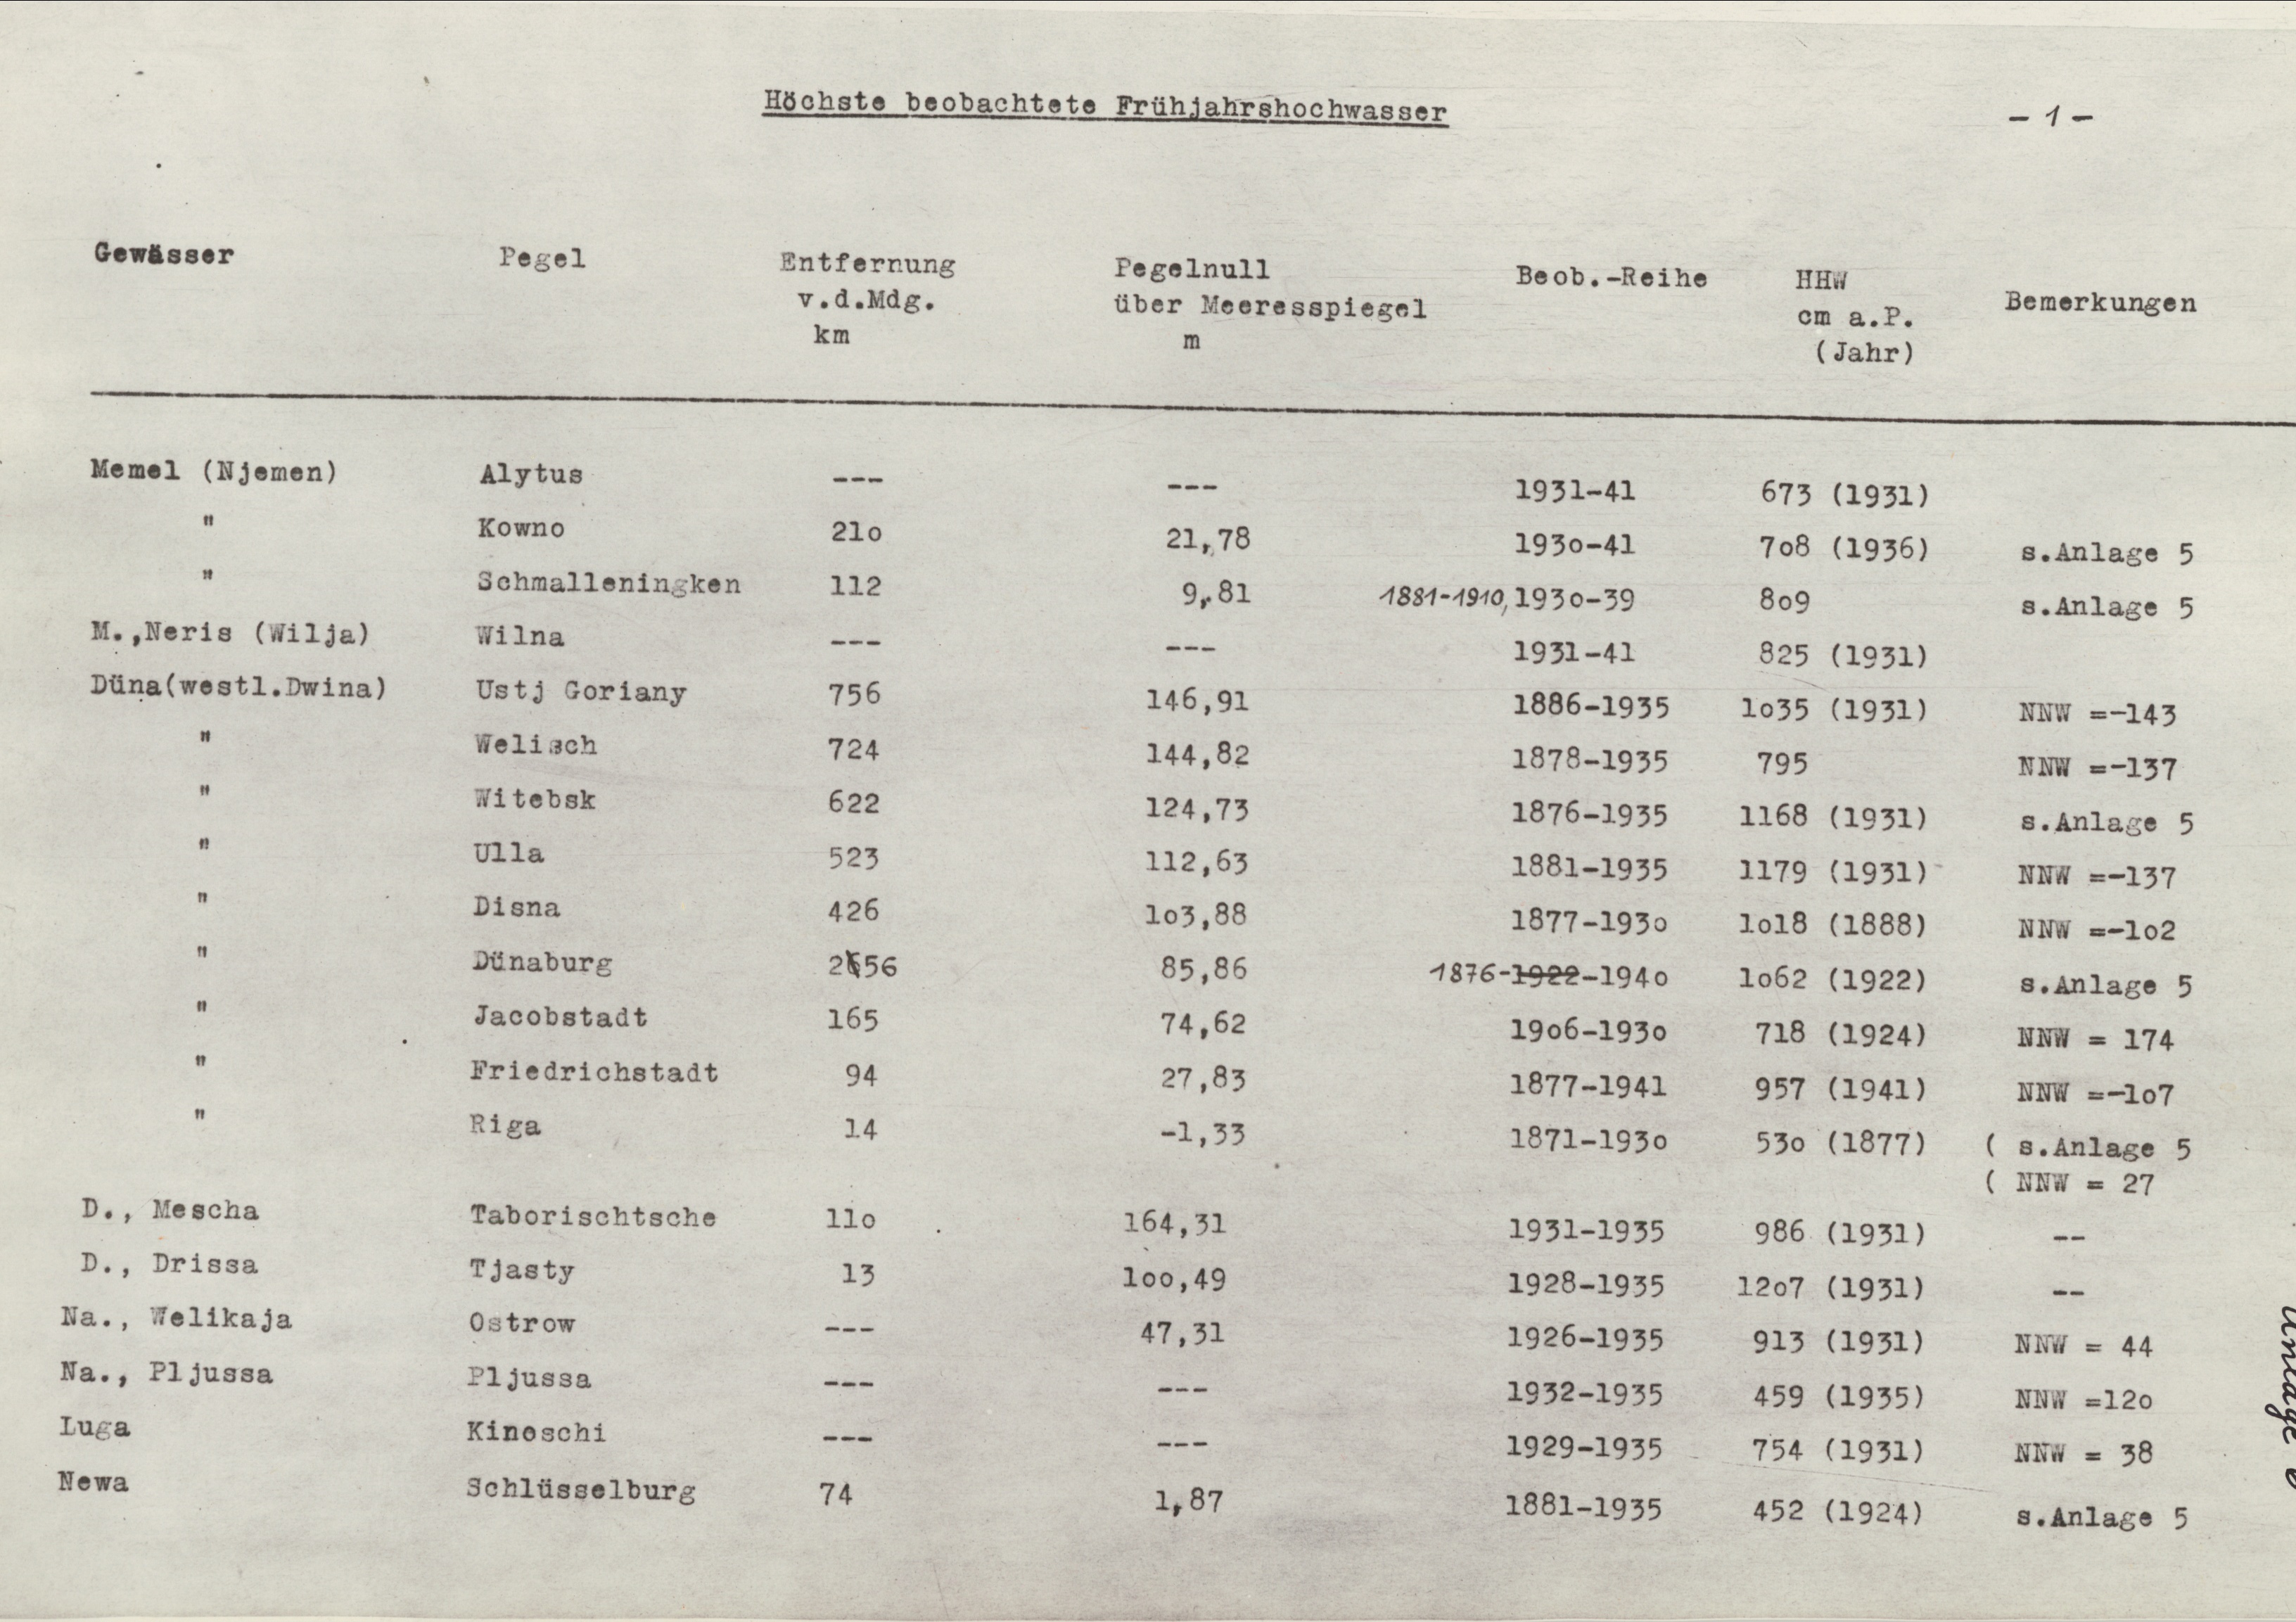 Höchste beobachtete Frühjahrshochwasser
- 1 -
Gewässer Pegel Entfernung v.d.Mdg. km Pegelnull über Meeresspiegel m Beob.-Reihe HHW cm a.P. (Jahr) Bemerkungen
Memel (Njemen) Alytus --- --- 1931-41 673 (1931)
" Kowno 21o 21,78 193o-41 7o8 (1936) s.Anlage 5
" Schmalleningken 112 9,81 1881-1910, 193o-39 8o9 s.Anlage 5
M.,Neris (Wilja) Wilna --- --- 1931-41 825 (1931)
Düna(westl.Dwina) Ustj Goriany 756 146,91 1886-1935 1o35 (1931) NNW =-143
" Welisch 724 144,82 1878-1935 795 NNW =-137
" Witebsk 622 124,73 1876-1935 1168 (1931) s.Anlage 5
" Ulla 523 112,63 1881-1935 1179 (1931) NNW =-137
" Disna 426 1o3,88 1877-193o 1o18 (1888) NNW =-1o2
" Dünaburg 2656 85,86 1876-1922-194o 1o62 (1922) s.Anlage 5
" Jacobstadt 165 74,62 19o6-193o 718 (1924) NNW = 174
" Friedrichstadt 94 27,83 1877-1941 957 (1941) NNW =-1o7
" Riga 14 -1,33 1871-193o 53o (1877) ( s.Anlage 5
( NNW = 27
D., Mescha Taborischtsche 11o 164,31 1931-1935 986 (1931) --
D., Drissa Tjasty 13 1oo,49 1928-1935 12o7 (1931) --
Na., Welikaja Ostrow --- 47,31 1926-1935 913 (1931) NNW = 44
Na., Pljussa Pljussa --- --- 1932-1935 459 (1935) NNW =12o
Luga Kinoschi --- --- 1929-1935 754 (1931) NNW = 38
Newa Schlüsselburg 74 1,87 1881-1935 452 (1924) s.Anlage 5